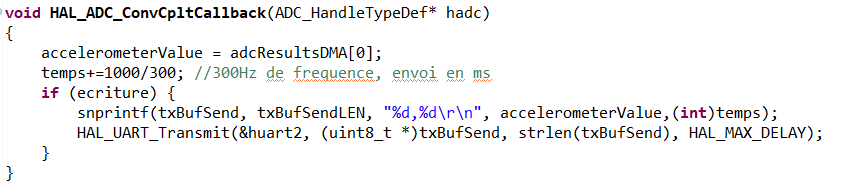 void HAL_ADC_ConvCpltCallback(ADC_HandleTypeDef* hadc)
{
    accelerometerValue = adcResultsDMA[0];
    temps+=1000/300; //300Hz de frequence, envoi en ms
    if (ecriture) {
        snprintf(txBufSend, txBufSendLEN, "%d,%d\r\n", accelerometerValue,(int)temps);
        HAL_UART_Transmit(&huart2, (uint8_t *)txBufSend, strlen(txBufSend), HAL_MAX_DELAY);
    }
}